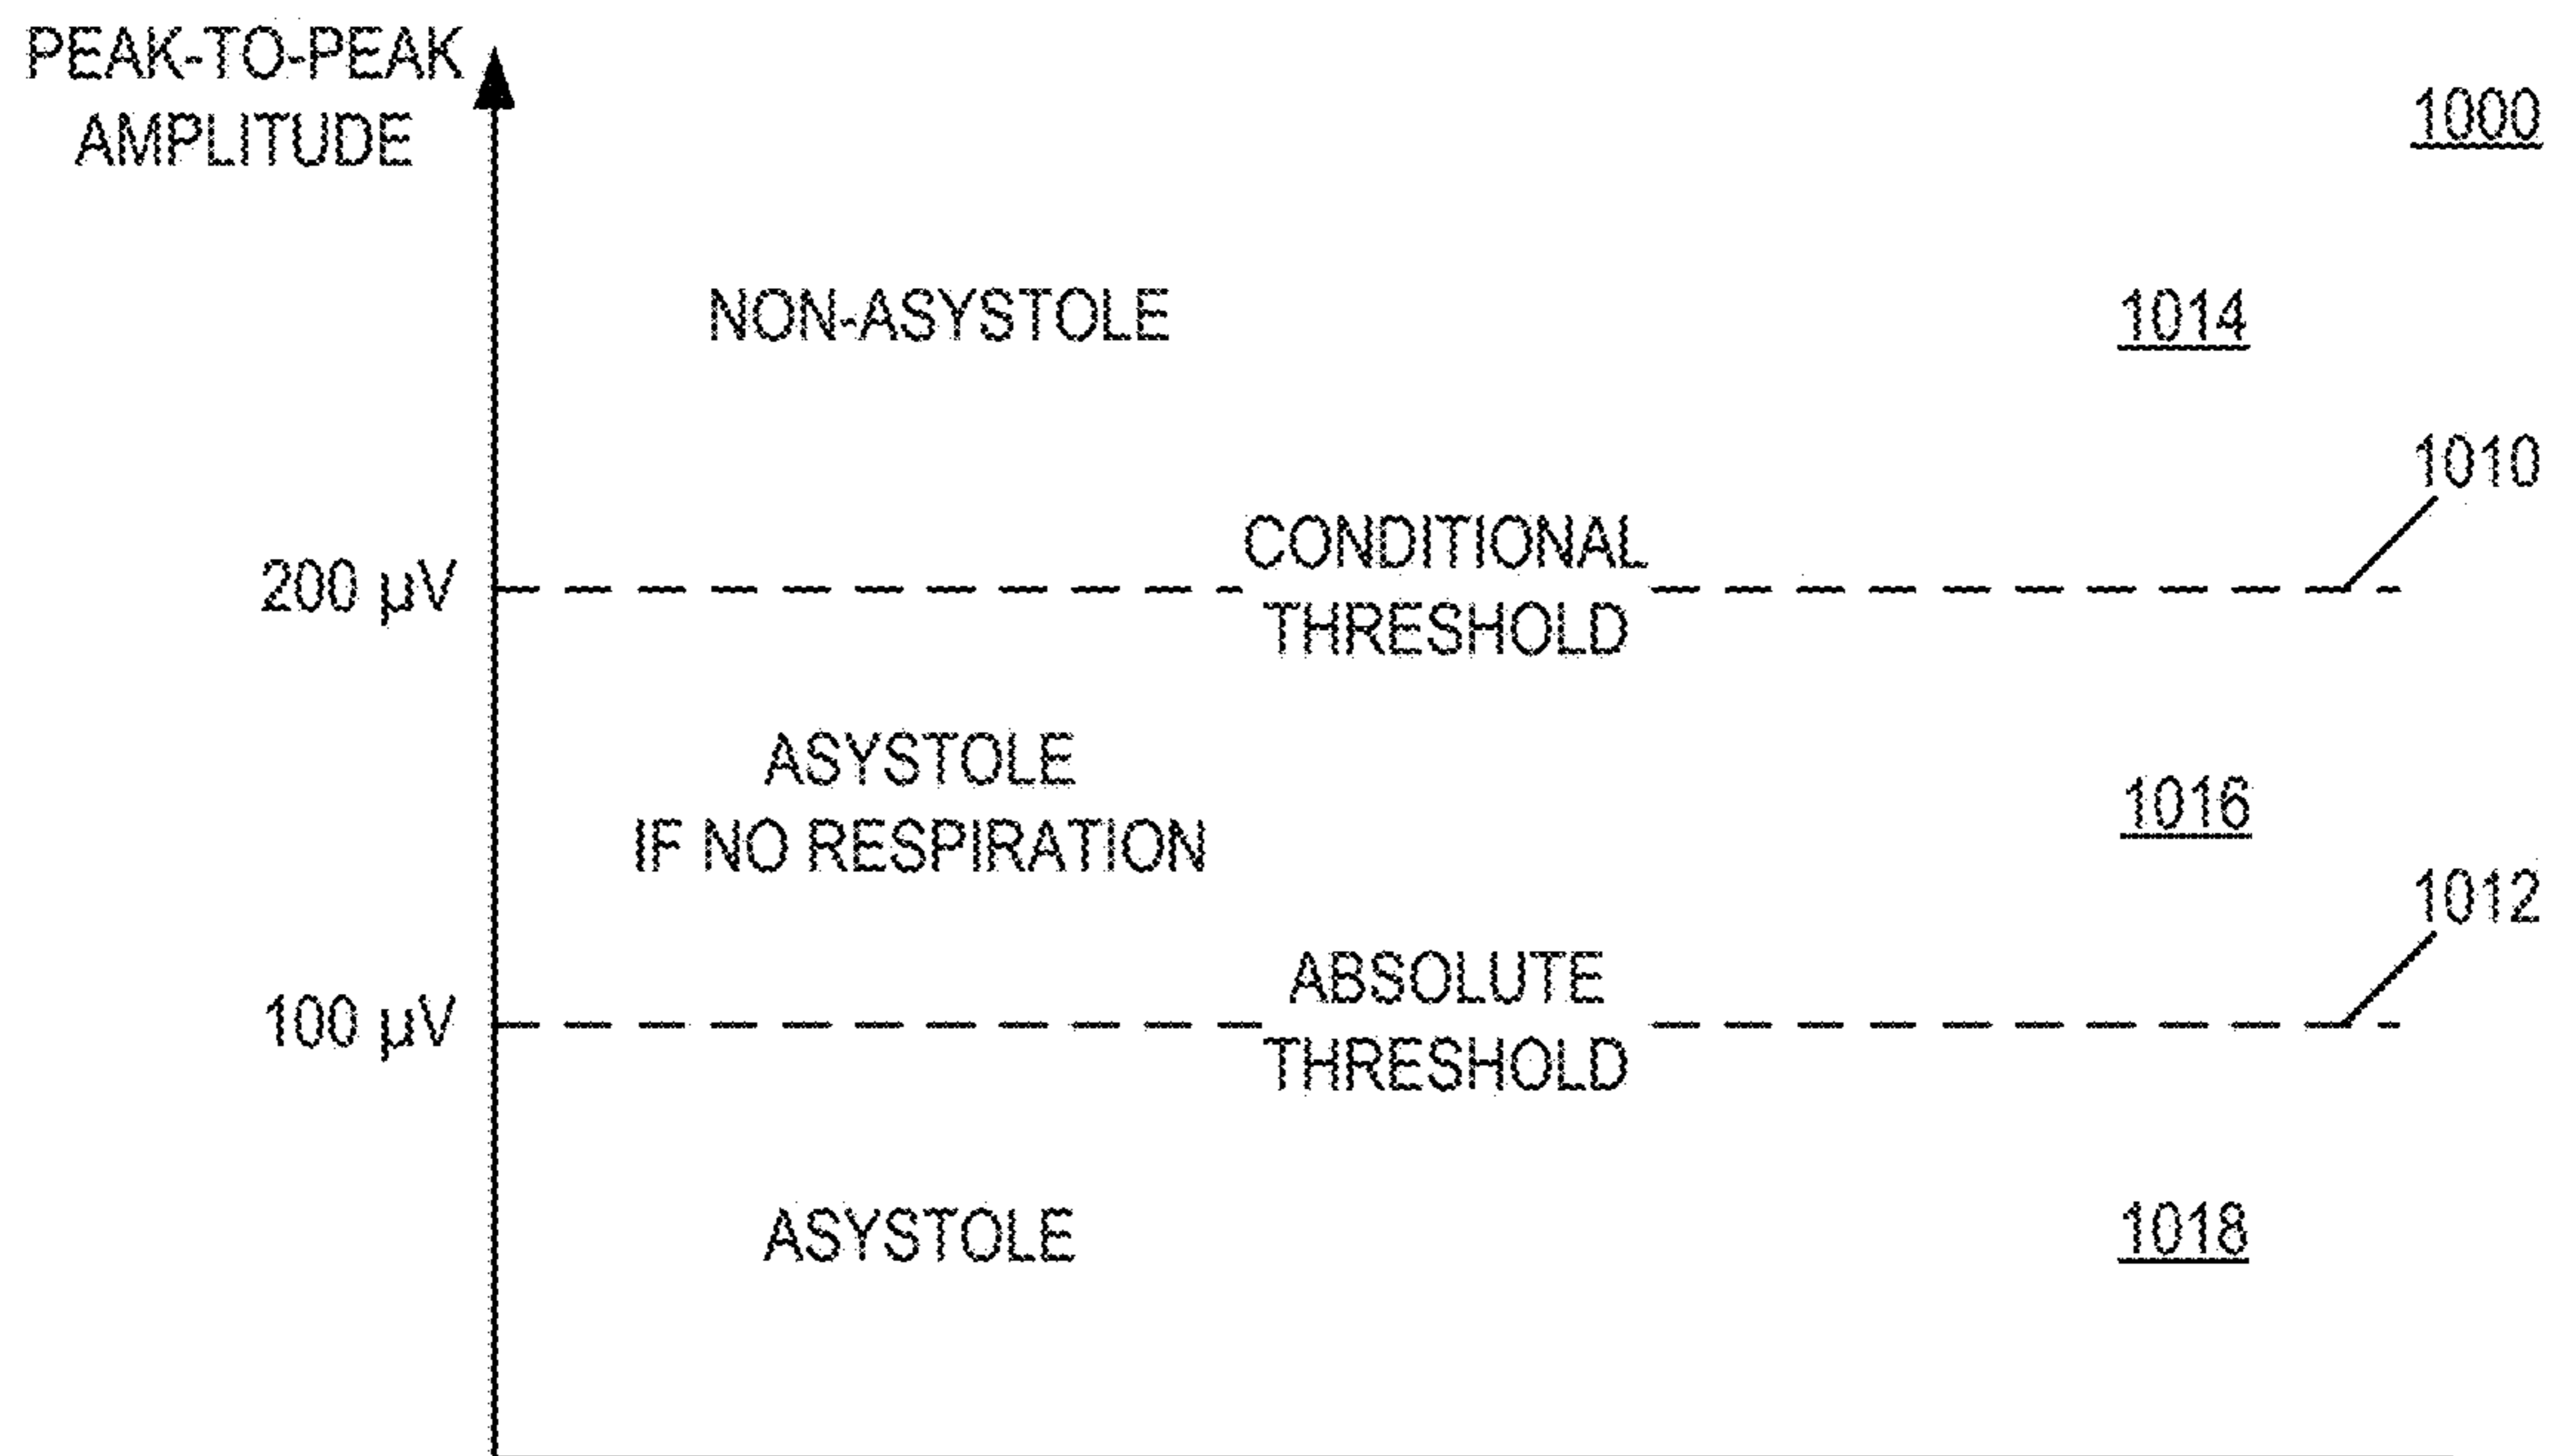 PEAK-TO-PEAK
AMPLITUDE
1000
NON-ASYSTOLE
1014
1010
CONDITIONAL
200 µV
THRESHOLD
ASYSTOLE
IF NO RESPIRATION
1016
1012
ABSOLUTE
100 µV
THRESHOLD
ASYSTOLE
1018